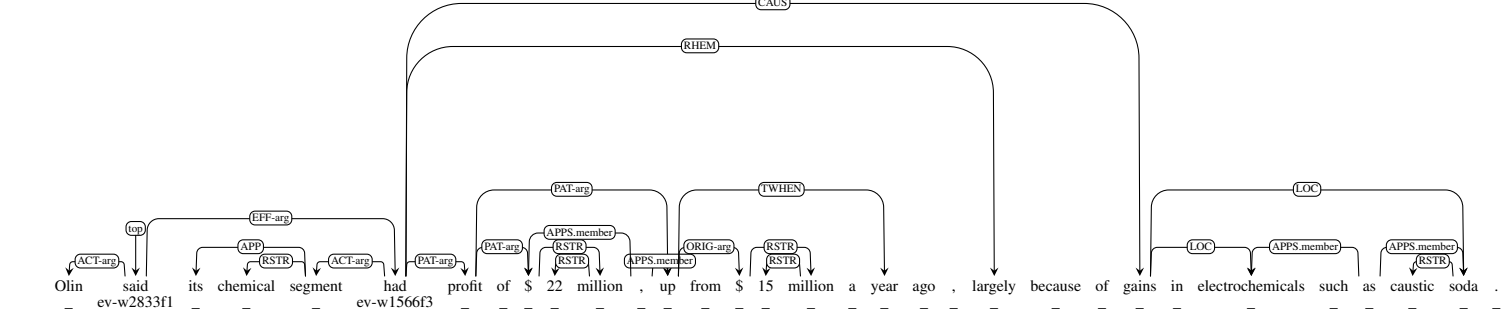 CAUS
RHEM
PAT-arg TWHEN LOC
EFF-arg
top APPS.member
APP PAT-arg RSTR ORIG-arg RSTR LOC APPS.member APPS.member
ACT-arg RSTR ACT-arg PAT-arg RSTR APPS.member RSTR RSTR
Olin said its chemical segment had profit of $ 22 million , up from $ 15 million a year ago , largely because of gains in electrochemicals such as caustic soda .
ev-w2833f1 ev-w1566f3
_ _ _ _ _ _ _ _ _ _ _ _ _ _ _ _ _ _ _ _ _ _ _ _ _ _ _ _ _ _